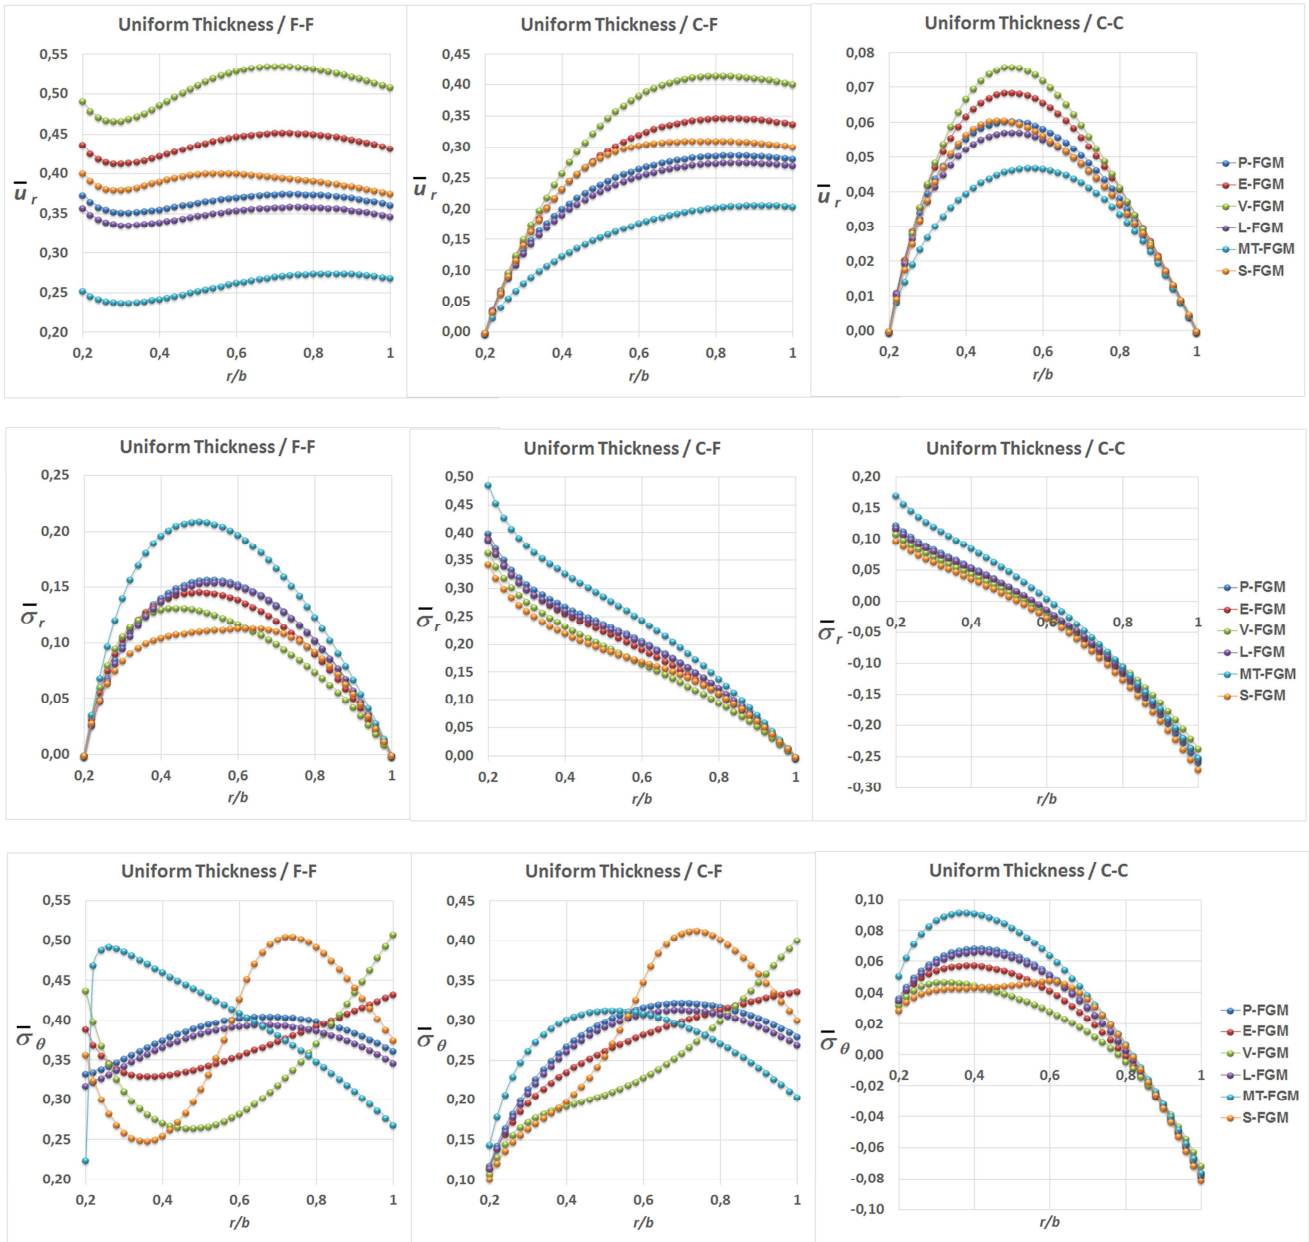 Uniform Thickness / F-F
0,55
0,50
0,45
0,40
0,35
0,30
0,25
0,20
u̅ r
0,2 0,4 0,6 0,8 1
r/b
Uniform Thickness / C-F
0,45
0,40
0,35
0,30
0,25
0,20
0,15
0,10
0,05
0,00
u̅ r
0,2 0,4 0,6 0,8 1
r/b
Uniform Thickness / C-C
0,08
0,07
0,06
0,05
0,04
0,03
0,02
0,01
0,00
u̅ r
0,2 0,4 0,6 0,8 1
r/b
P-FGM
E-FGM
V-FGM
L-FGM
MT-FGM
S-FGM
Uniform Thickness / F-F
0,25
0,20
0,15
0,10
0,05
0,00
σ̅ r
0,2 0,4 0,6 0,8 1
r/b
Uniform Thickness / C-F
0,50
0,45
0,40
0,35
0,30
0,25
0,20
0,15
0,10
0,05
0,00
σ̅ r
0,2 0,4 0,6 0,8 1
r/b
Uniform Thickness / C-C
0,20
0,15
0,10
0,05
0,00
-0,05
-0,10
-0,15
-0,20
-0,25
-0,30
σ̅ r
0,2 0,4 0,6 0,8 1
r/b
P-FGM
E-FGM
V-FGM
L-FGM
MT-FGM
S-FGM
Uniform Thickness / F-F
0,55
0,50
0,45
0,40
0,35
0,30
0,25
0,20
σ̅ θ
0,2 0,4 0,6 0,8 1
r/b
Uniform Thickness / C-F
0,45
0,40
0,35
0,30
0,25
0,20
0,15
0,10
σ̅ θ
0,2 0,4 0,6 0,8 1
r/b
Uniform Thickness / C-C
0,10
0,08
0,06
0,04
0,02
0,00
-0,02
-0,04
-0,06
-0,08
-0,10
σ̅ θ
0,2 0,4 0,6 0,8 1
r/b
P-FGM
E-FGM
V-FGM
L-FGM
MT-FGM
S-FGM